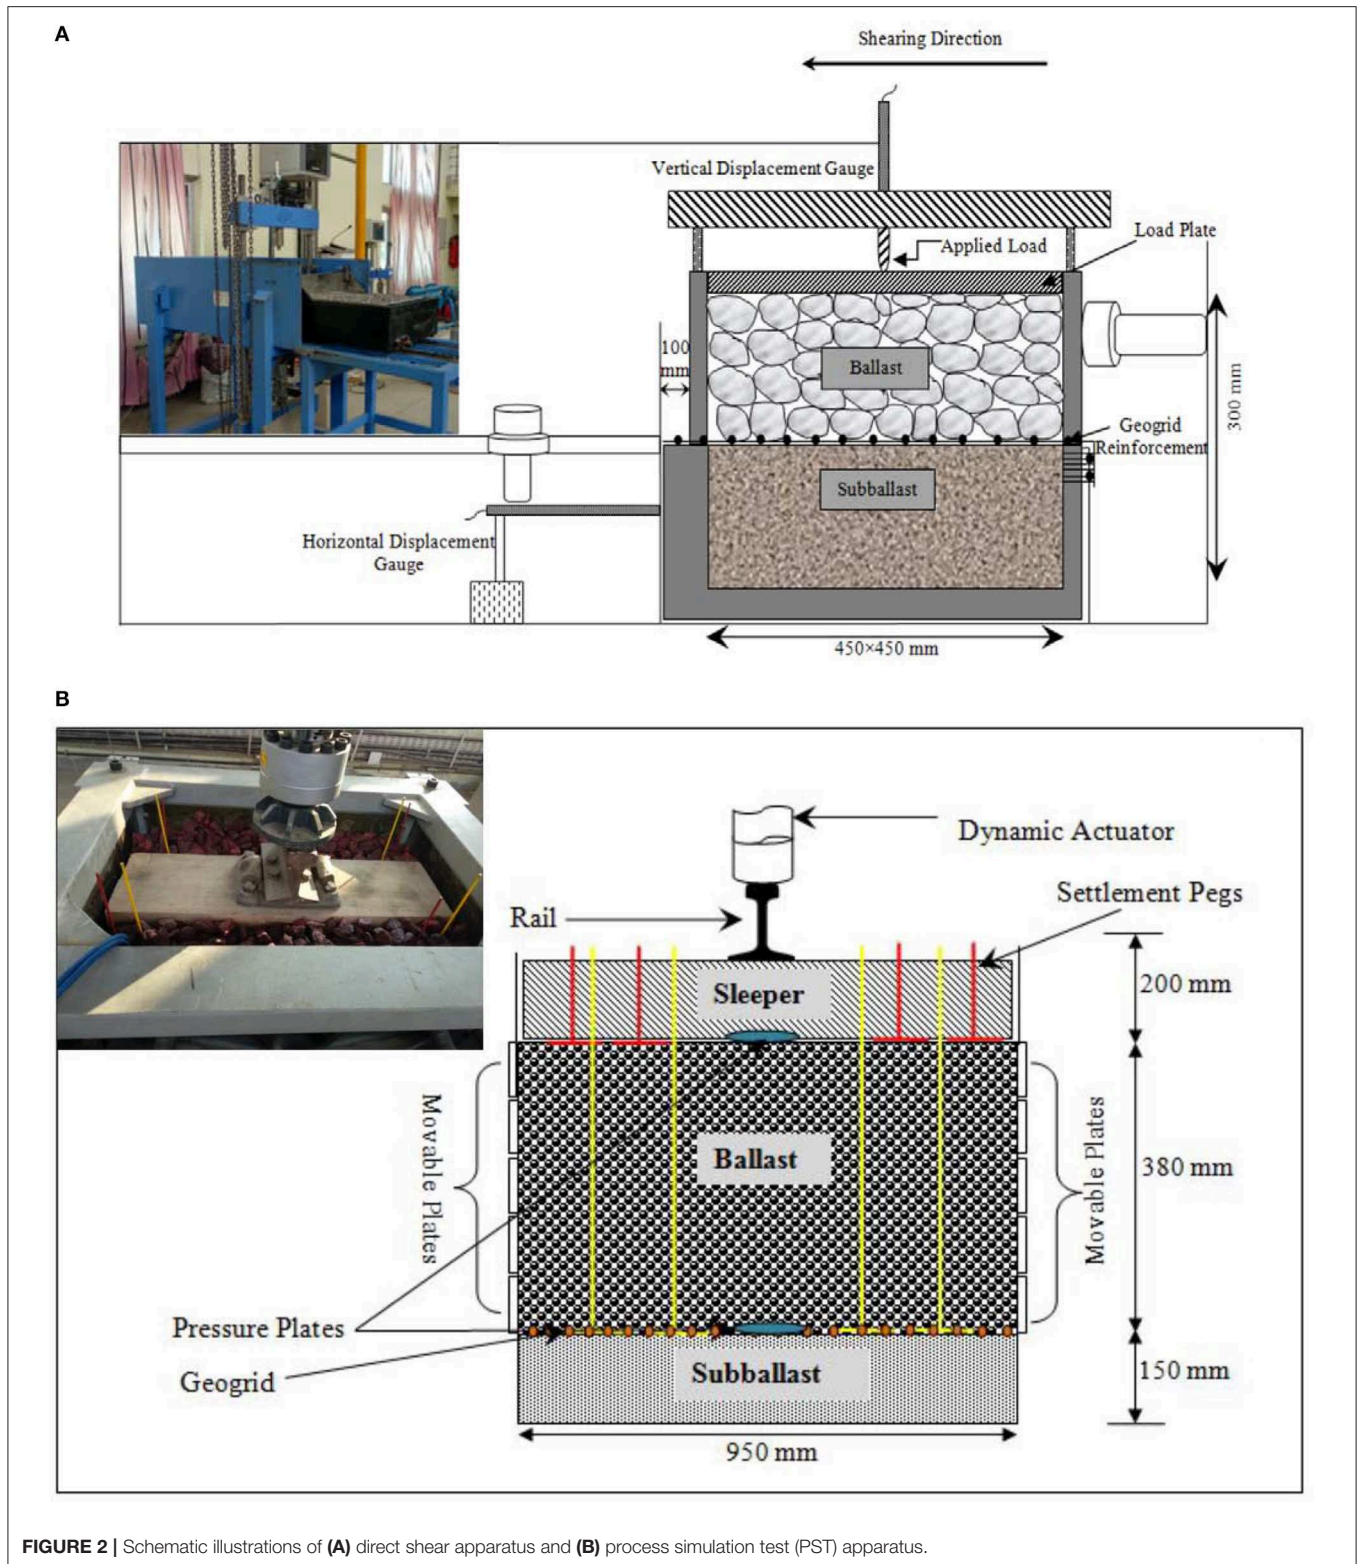 A
Shearing Direction
Vertical Displacement Gauge
Applied Load
Load Plate
100
mm
Ballast
300 mm
Geogrid
Reinforcement
Subballast
Horizontal Displacement
Gauge
450×450 mm
B
Dynamic Actuator
Settlement Pegs
Rail
200 mm
Sleeper
Movable Plates
Movable Plates
Ballast
380 mm
Pressure Plates
Geogrid
Subballast
150 mm
950 mm
FIGURE 2 | Schematic illustrations of (A) direct shear apparatus and (B) process simulation test (PST) apparatus.